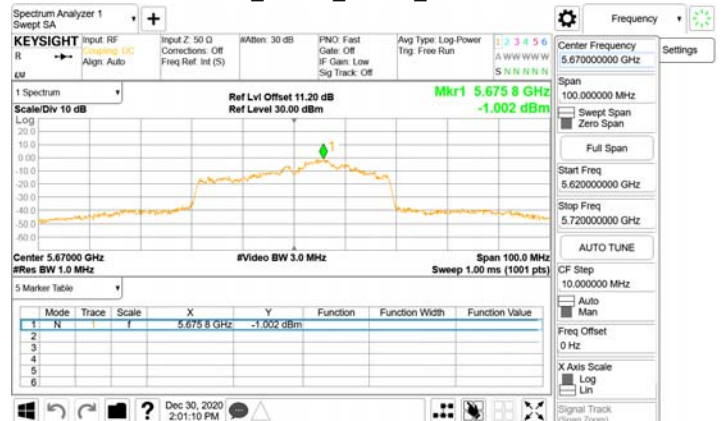 Spectrum Analyzer 1
Swept SA
+
Frequency
KEYSIGHT
Input: RF
Coupling: DC
Align: Auto
Input Z: 50 Ω
Corrections: Off
Freq Ref: Int (S)
#Atten: 30 dB
PNO: Fast
Gate: Off
IF Gain: Low
Sig Track: Off
Avg Type: Log-Power
Trig: Free Run
1 2 3 4 5 6
A W W W W W
S N N N N N
R
LXI
1 Spectrum
Scale/Div 10 dB
Ref Lvl Offset 11.20 dB
Ref Level 30.00 dBm
Mkr1 5.675 8 GHz
-1.002 dBm
Log
20.0
10.0
0.00
-10.0
-20.0
-30.0
-40.0
-50.0
-60.0
1
Center 5.67000 GHz
#Res BW 1.0 MHz
#Video BW 3.0 MHz
Span 100.0 MHz
Sweep 1.00 ms (1001 pts)
5 Marker Table
Mode Trace Scale X Y Function Function Width Function Value
1 N 1 f 5.675 8 GHz -1.002 dBm
2
3
4
5
6
Dec 30, 2020
2:01:10 PM
?
Center Frequency
5.670000000 GHz
Settings
Span
100.000000 MHz
Swept Span
Zero Span
Full Span
Start Freq
5.620000000 GHz
Stop Freq
5.720000000 GHz
AUTO TUNE
CF Step
10.000000 MHz
Auto
Man
Freq Offset
0 Hz
X Axis Scale
Log
Lin
Signal Track
(Span Zoom)